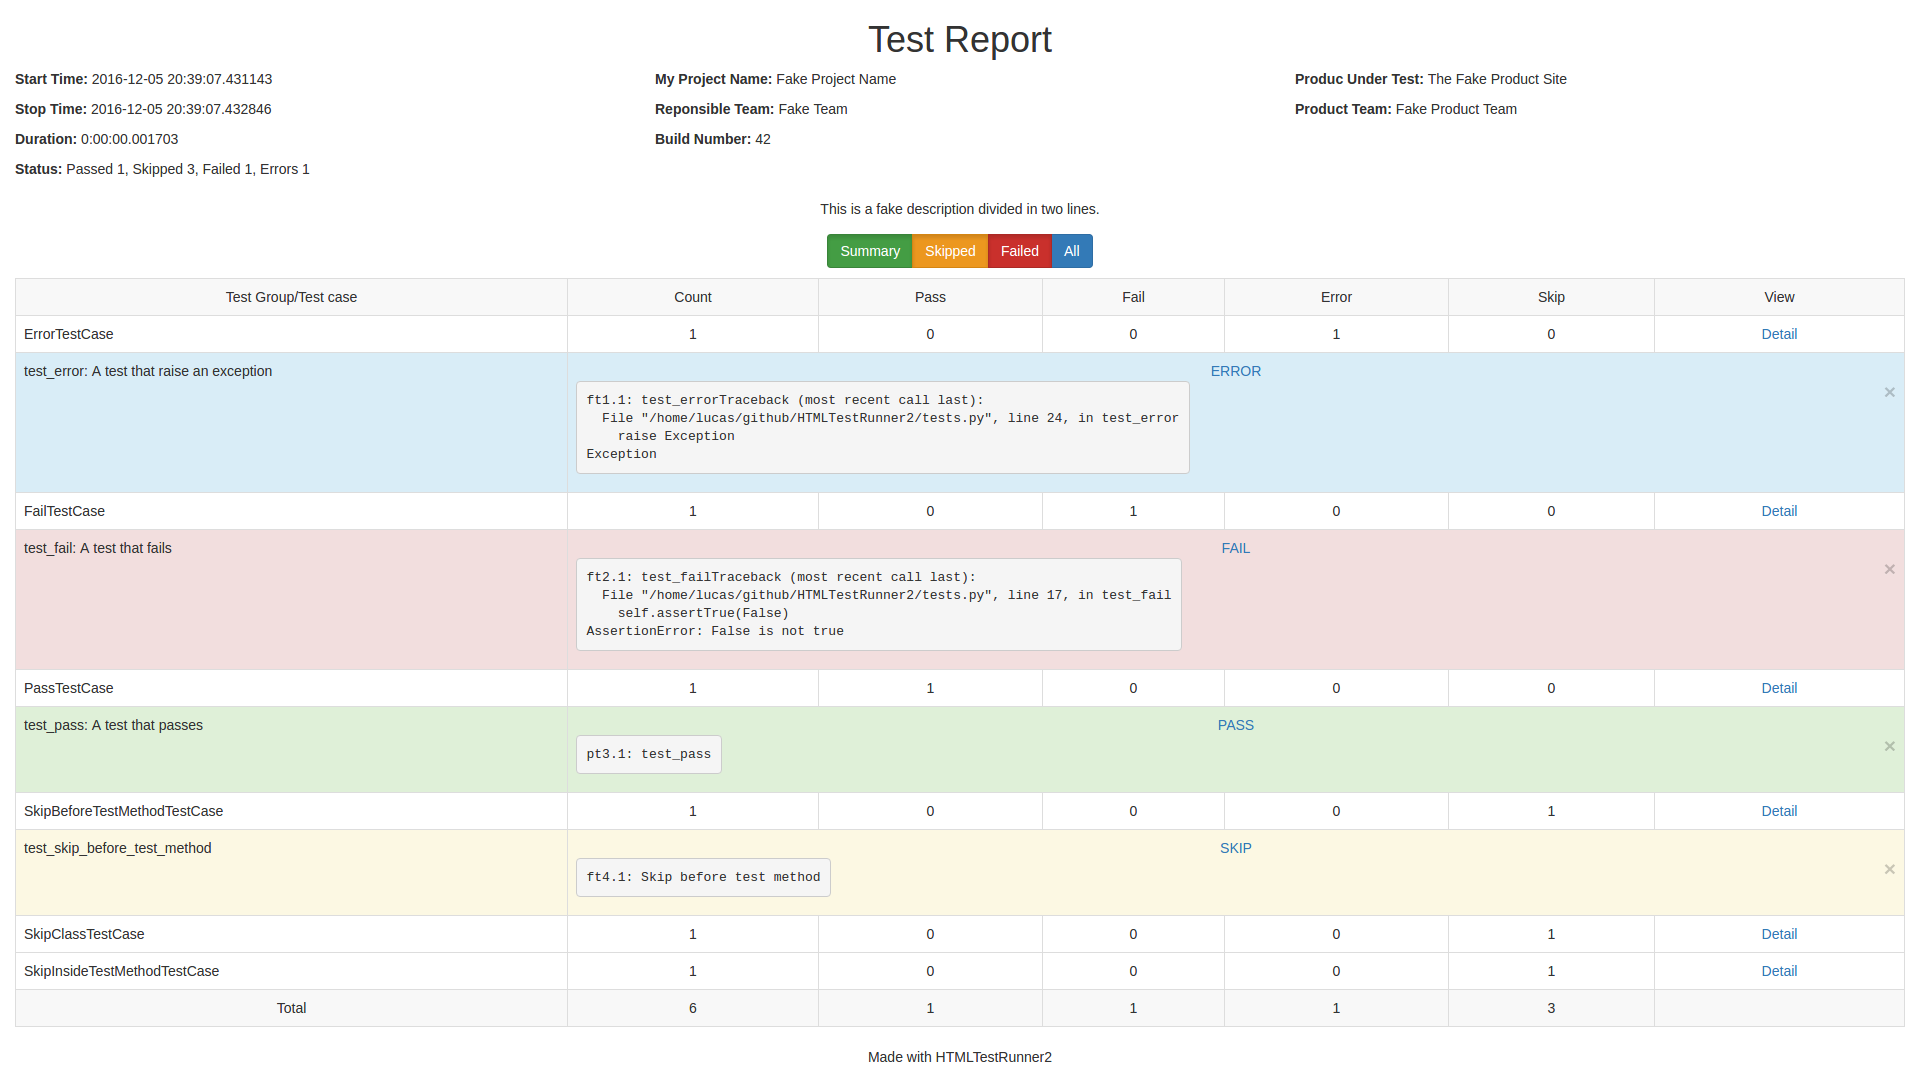 Test Report
Start Time: 2016-12-05 20:39:07.431143
Stop Time: 2016-12-05 20:39:07.432846
Duration: 0:00:00.001703
Status: Passed 1, Skipped 3, Failed 1, Errors 1
My Project Name: Fake Project Name
Reponsible Team: Fake Team
Build Number: 42
Produc Under Test: The Fake Product Site
Product Team: Fake Product Team
This is a fake description divided in two lines.
Summary Skipped Failed All
Test Group/Test case Count Pass Fail Error Skip View
ErrorTestCase 1 0 0 1 0 Detail
test_error: A test that raise an exception ERROR
×
ft1.1: test_errorTraceback (most recent call last):
  File "/home/lucas/github/HTMLTestRunner2/tests.py", line 24, in test_error
    raise Exception
Exception
FailTestCase 1 0 1 0 0 Detail
test_fail: A test that fails FAIL
×
ft2.1: test_failTraceback (most recent call last):
  File "/home/lucas/github/HTMLTestRunner2/tests.py", line 17, in test_fail
    self.assertTrue(False)
AssertionError: False is not true
PassTestCase 1 1 0 0 0 Detail
test_pass: A test that passes PASS
×
pt3.1: test_pass
SkipBeforeTestMethodTestCase 1 0 0 0 1 Detail
test_skip_before_test_method SKIP
×
ft4.1: Skip before test method
SkipClassTestCase 1 0 0 0 1 Detail
SkipInsideTestMethodTestCase 1 0 0 0 1 Detail
Total 6 1 1 1 3
Made with HTMLTestRunner2